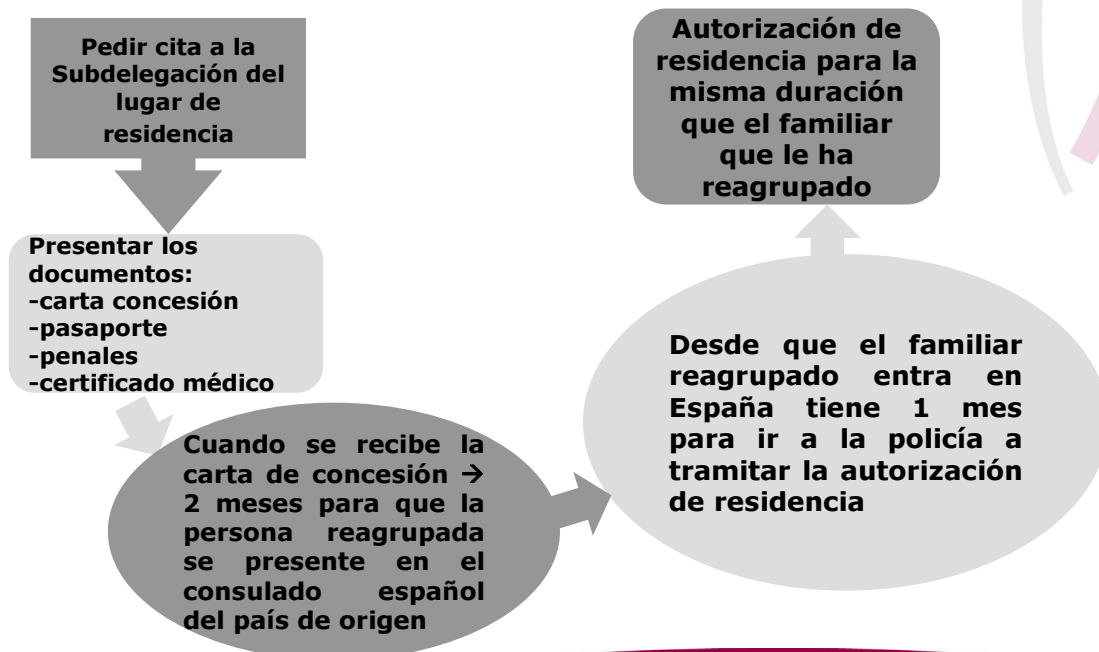 Pedir cita a la
Subdelegación del
lugar de
residencia
Presentar los
documentos:
-carta concesión
-pasaporte
-penales
-certificado médico
Cuando se recibe la
carta de concesión →
2 meses para que la
persona reagrupada
se presente en el
consulado español
del país de origen
Desde que el familiar
reagrupado entra en
España tiene 1 mes
para ir a la policía a
tramitar la autorización
de residencia
Autorización de
residencia para la
misma duración
que el familiar
que le ha
reagrupado